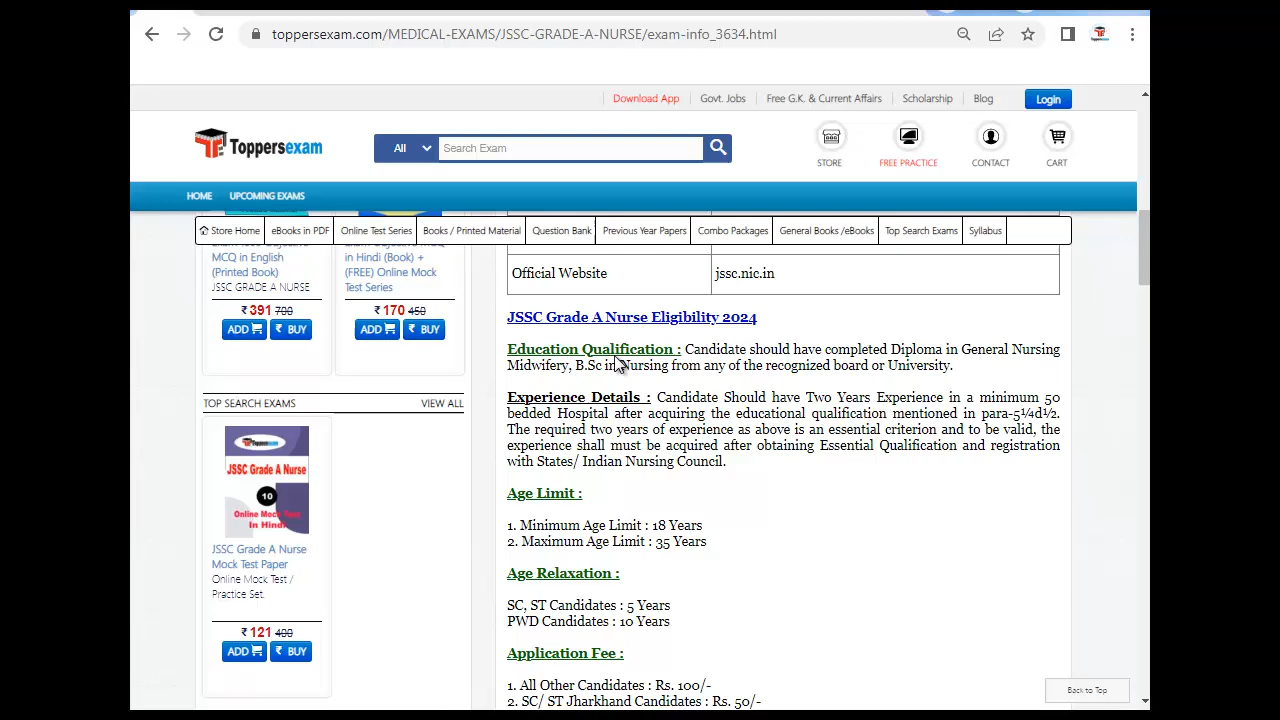 toppersexam.com/MEDICAL-EXAMS/JSSC-GRADE-A-NURSE/exam-info_3634.html
Download App
Govt. Jobs
Free G.K. & Current Affairs
Scholarship
Blog
Login
Toppersexam
All
Search Exam
STORE
FREE PRACTICE
CONTACT
CART
HOME
UPCOMING EXAMS
Store Home
eBooks in PDF
Online Test Series
Books / Printed Material
Question Bank
Previous Year Papers
Combo Packages
General Books /eBooks
Top Search Exams
Syllabus
MCQ in English
(Printed Book)
JSSC GRADE A NURSE
₹ 391 700
ADD
₹ BUY
in Hindi (Book) +
(FREE) Online Mock
Test Series
₹ 170 450
ADD
₹ BUY
TOP SEARCH EXAMS
VIEW ALL
Toppersexam
JSSC Grade A Nurse
10
Online Mock Test
In Hindi
JSSC Grade A Nurse
Mock Test Paper
Online Mock Test /
Practice Set.
₹ 121 400
ADD
₹ BUY
Official Website
jssc.nic.in
JSSC Grade A Nurse Eligibility 2024
Education Qualification : Candidate should have completed Diploma in General Nursing
Midwifery, B.Sc in Nursing from any of the recognized board or University.
Experience Details : Candidate Should have Two Years Experience in a minimum 50
bedded Hospital after acquiring the educational qualification mentioned in para-5¼d½.
The required two years of experience as above is an essential criterion and to be valid, the
experience shall must be acquired after obtaining Essential Qualification and registration
with States/ Indian Nursing Council.
Age Limit :
1. Minimum Age Limit : 18 Years
2. Maximum Age Limit : 35 Years
Age Relaxation :
SC, ST Candidates : 5 Years
PWD Candidates : 10 Years
Application Fee :
1. All Other Candidates : Rs. 100/-
2. SC/ ST Jharkhand Candidates : Rs. 50/-
Back to Top